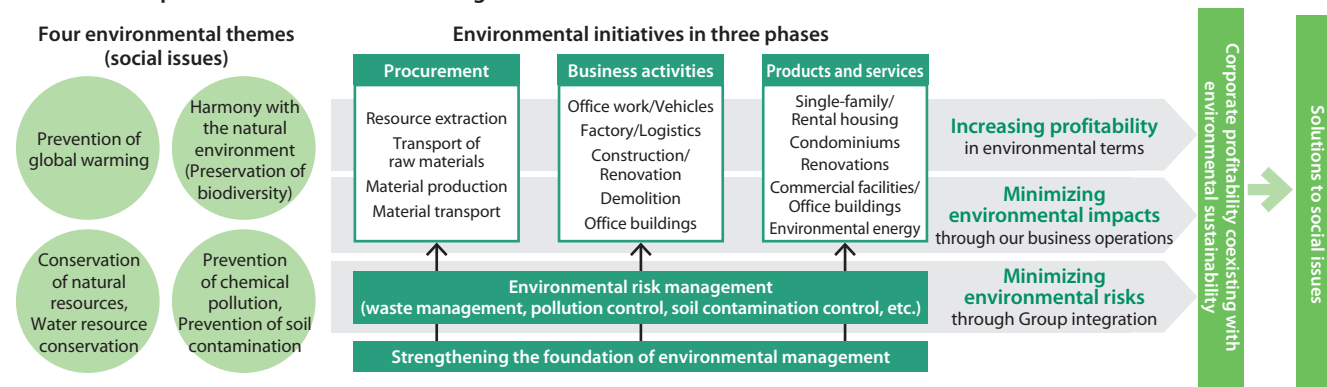 Four environmental themes
(social issues)
Prevention of
global warming
Harmony with
the natural
environment
(Preservation of
biodiversity)
Conservation
of natural
resources,
Water resource
conservation
Prevention
of chemical
pollution,
Prevention of soil
contamination
Environmental initiatives in three phases
Procurement
Resource extraction
Transport of
raw materials
Material production
Material transport
Business activities
Office work/Vehicles
Factory/Logistics
Construction/
Renovation
Demolition
Office buildings
Products and services
Single-family/
Rental housing
Condominiums
Renovations
Commercial facilities/
Office buildings
Environmental energy
Environmental risk management
(waste management, pollution control, soil contamination control, etc.)
Strengthening the foundation of environmental management
Increasing profitability
in environmental terms
Minimizing
environmental impacts
through our business operations
Minimizing
environmental risks
through Group integration
Corporate profitability coexisting with
environmental sustainability
Solutions to social issues